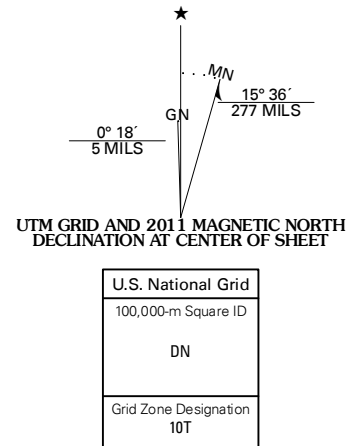 ★
MN
15° 36´
277 MILS
GN
0° 18´
5 MILS
UTM GRID AND 2011 MAGNETIC NORTH
DECLINATION AT CENTER OF SHEET
U.S. National Grid
100,000-m Square ID
DN
Grid Zone Designation
10T